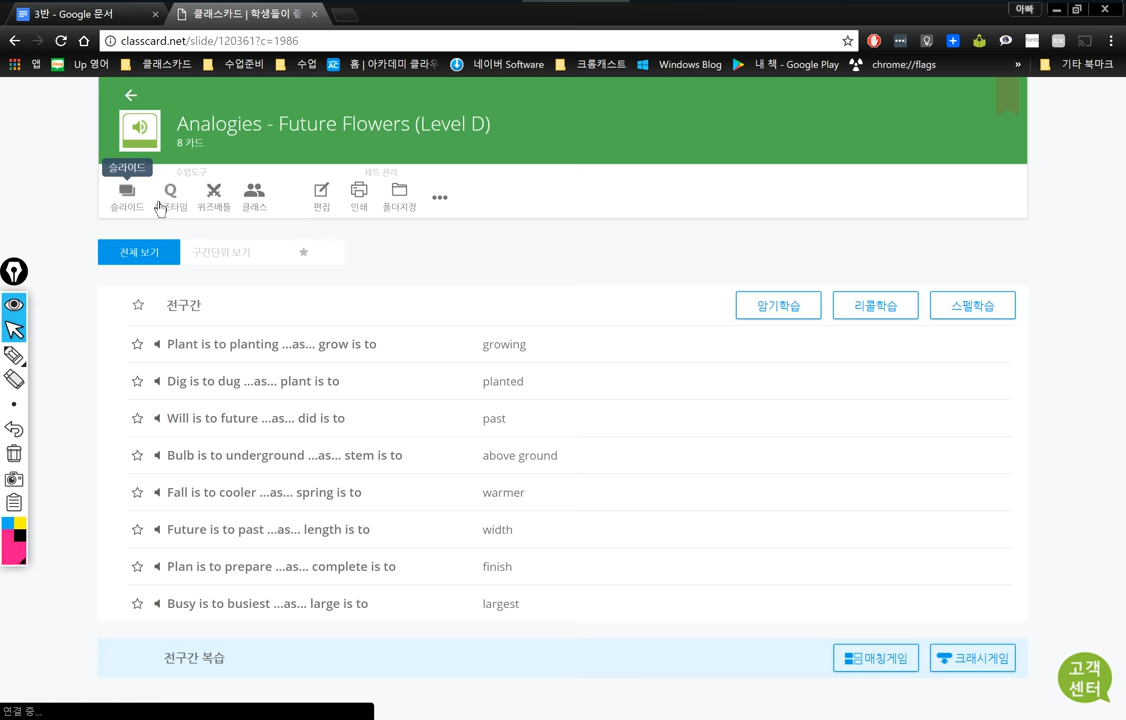 3반 - Google 문서
클래스카드 | 학생들이 즐
아빠
classcard.net/slide/120361?c=1986
앱
Up 영어
클래스카드
수업준비
수업
홈 | 아카데미 클라우
네이버 Software
크롬캐스트
Windows Blog
내 책 - Google Play
chrome://flags
»
기타 북마크
Analogies - Future Flowers (Level D)
8 카드
슬라이드
수업도구
세트 관리
슬라이드
타임
퀴즈배틀
클래스
편집
인쇄
폴더지정
전체 보기
구간단위 보기
전구간
암기학습
리콜학습
스펠학습
Plant is to planting ...as... grow is to growing
Dig is to dug ...as... plant is to planted
Will is to future ...as... did is to past
Bulb is to underground ...as... stem is to above ground
Fall is to cooler ...as... spring is to warmer
Future is to past ...as... length is to width
Plan is to prepare ...as... complete is to finish
Busy is to busiest ...as... large is to largest
전구간 복습
매칭게임
크래시게임
고객
센터
연결 중...